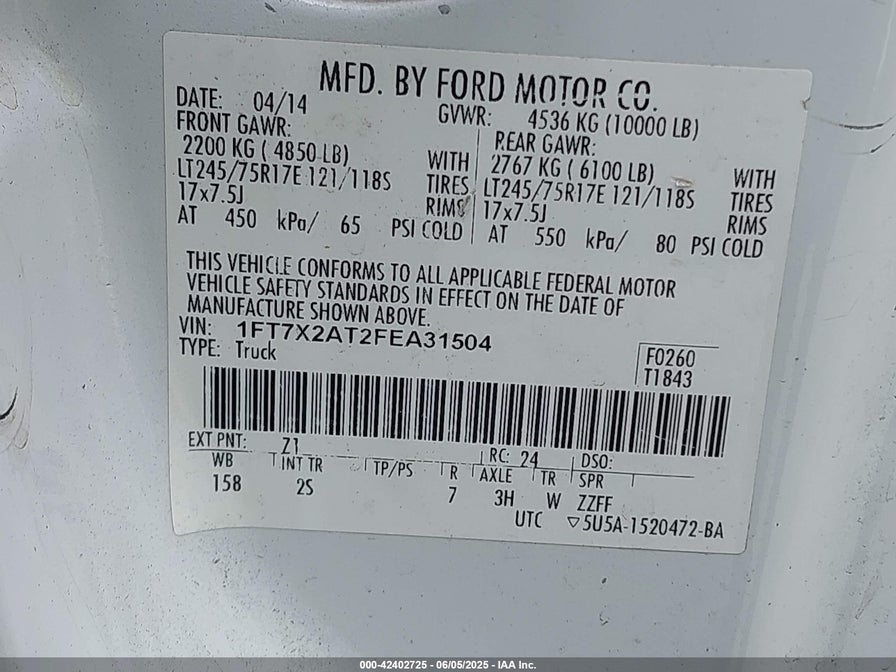 MFD. BY FORD MOTOR CO.
DATE: 04/14
GVWR: 4536 KG (10000 LB)
FRONT GAWR:
2200 KG ( 4850 LB)
WITH
LT245/75R17E 121/118S
TIRES
17x7.5J
RIMS
AT 450 kPa/ 65 PSI COLD
REAR GAWR:
2767 KG ( 6100 LB)
WITH
LT245/75R17E 121/118S
TIRES
17x7.5J
RIMS
AT 550 kPa/ 80 PSI COLD
THIS VEHICLE CONFORMS TO ALL APPLICABLE FEDERAL MOTOR
VEHICLE SAFETY STANDARDS IN EFFECT ON THE DATE OF
MANUFACTURE SHOWN ABOVE.
VIN: 1FT7X2AT2FEA31504
TYPE: Truck
F0260
T1843
EXT PNT: Z1 RC: 24 DSO:
WB INT TR TP/PS R AXLE TR SPR
158 2S 7 3H W ZZFF
UTC ▽5U5A-1520472-BA
000-42402725 - 06/05/2025 - IAA Inc.